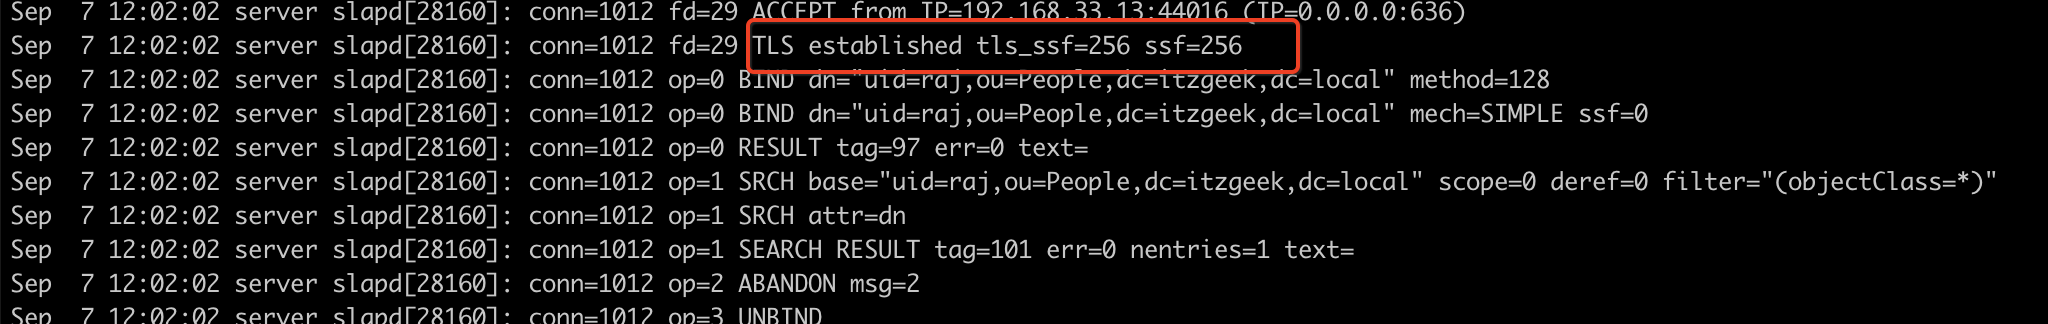 Sep  7 12:02:02 server slapd[28160]: conn=1012 fd=29 ACCEPT from IP=192.168.33.13:44016 (IP=0.0.0.0:636)
Sep  7 12:02:02 server slapd[28160]: conn=1012 fd=29 TLS established tls_ssf=256 ssf=256
Sep  7 12:02:02 server slapd[28160]: conn=1012 op=0 BIND dn="uid=raj,ou=People,dc=itzgeek,dc=local" method=128
Sep  7 12:02:02 server slapd[28160]: conn=1012 op=0 BIND dn="uid=raj,ou=People,dc=itzgeek,dc=local" mech=SIMPLE ssf=0
Sep  7 12:02:02 server slapd[28160]: conn=1012 op=0 RESULT tag=97 err=0 text=
Sep  7 12:02:02 server slapd[28160]: conn=1012 op=1 SRCH base="uid=raj,ou=People,dc=itzgeek,dc=local" scope=0 deref=0 filter="(objectClass=*)"
Sep  7 12:02:02 server slapd[28160]: conn=1012 op=1 SRCH attr=dn
Sep  7 12:02:02 server slapd[28160]: conn=1012 op=1 SEARCH RESULT tag=101 err=0 nentries=1 text=
Sep  7 12:02:02 server slapd[28160]: conn=1012 op=2 ABANDON msg=2
Sep  7 12:02:02 server slapd[28160]: conn=1012 op=3 UNBIND